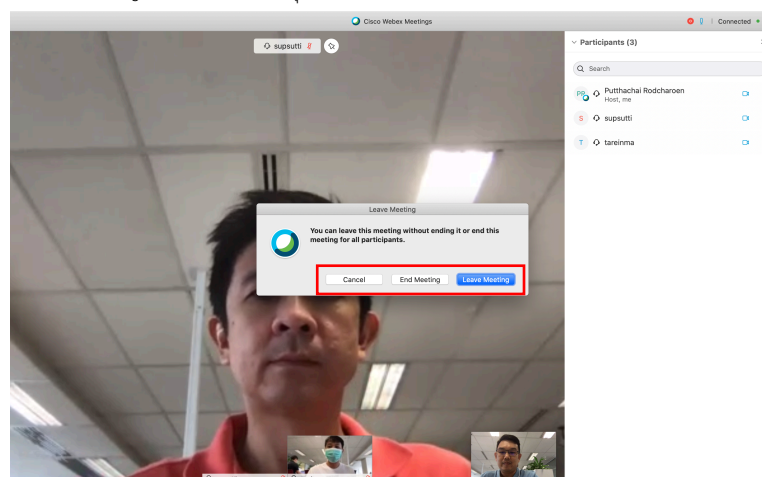 Cisco Webex Meetings
Connected
supsutti
Participants (3)
Search
PR
Putthachai Rodcharoen
Host, me
S
supsutti
T
tareinma
Leave Meeting
You can leave this meeting without ending it or end this
meeting for all participants.
Cancel
End Meeting
Leave Meeting